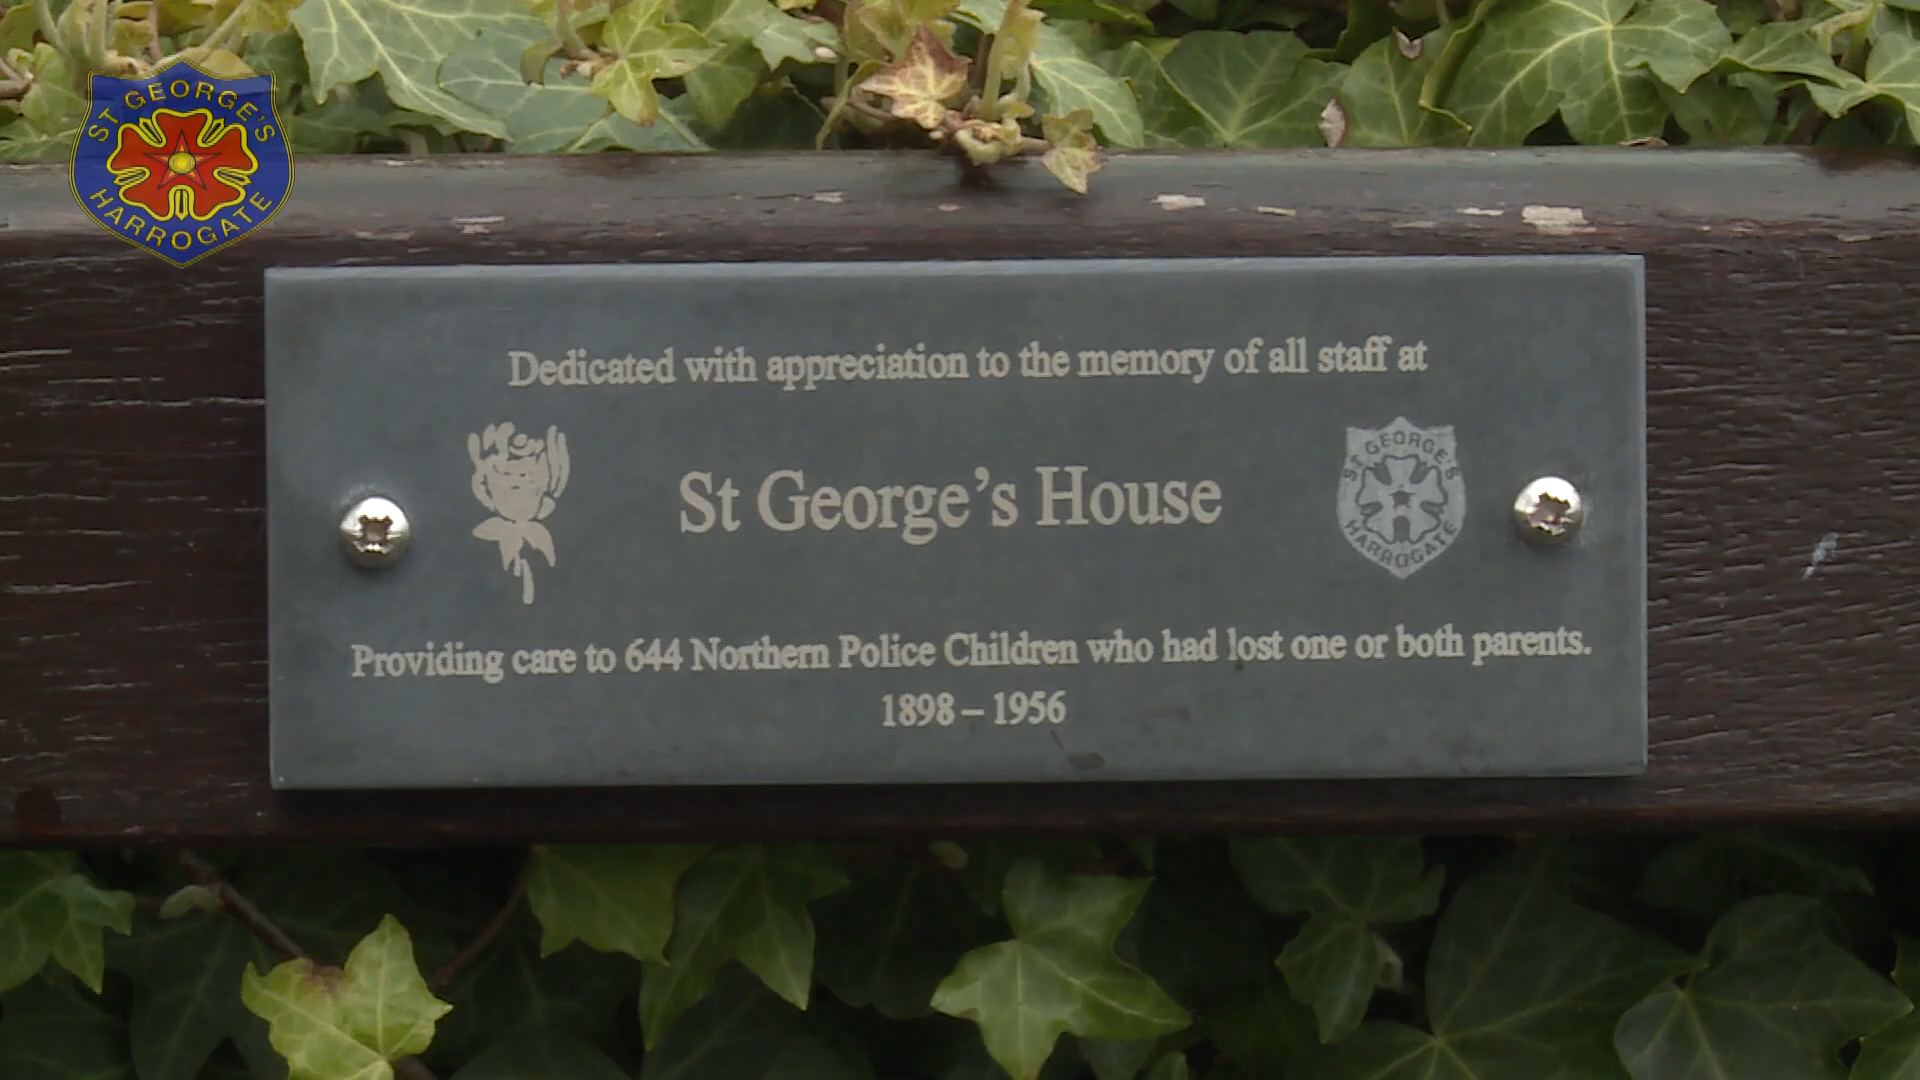 ST GEORGE'S
HARROGATE
Dedicated with appreciation to the memory of all staff at
St George's House
ST GEORGE'S
HARROGATE
Providing care to 644 Northern Police Children who had lost one or both parents.
1898 – 1956